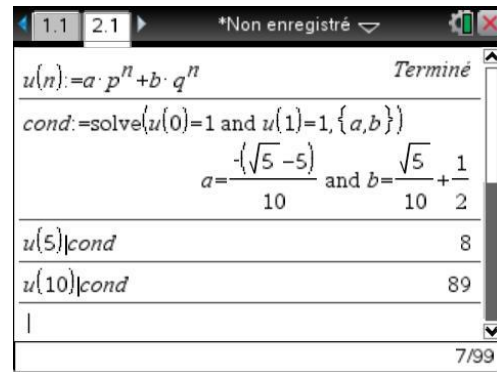 1.1 2.1 *Non enregistré
u(n):=a·p^n+b·q^n Terminé
cond:=solve(u(0)=1 and u(1)=1,{a,b})
a=-(√5-5)/10 and b=√5/10+1/2
u(5)|cond 8
u(10)|cond 89
7/99